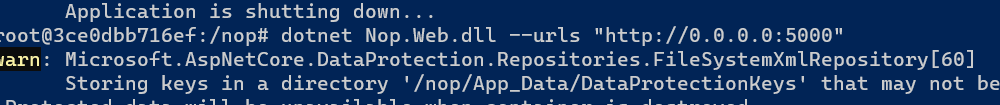 Application is shutting down...
root@3ce0dbb716ef:/nop# dotnet Nop.Web.dll --urls "http://0.0.0.0:5000"
warn: Microsoft.AspNetCore.DataProtection.Repositories.FileSystemXmlRepository[60]
Storing keys in a directory '/nop/App_Data/DataProtectionKeys' that may not be
Protected data will be unavailable when container is destroyed